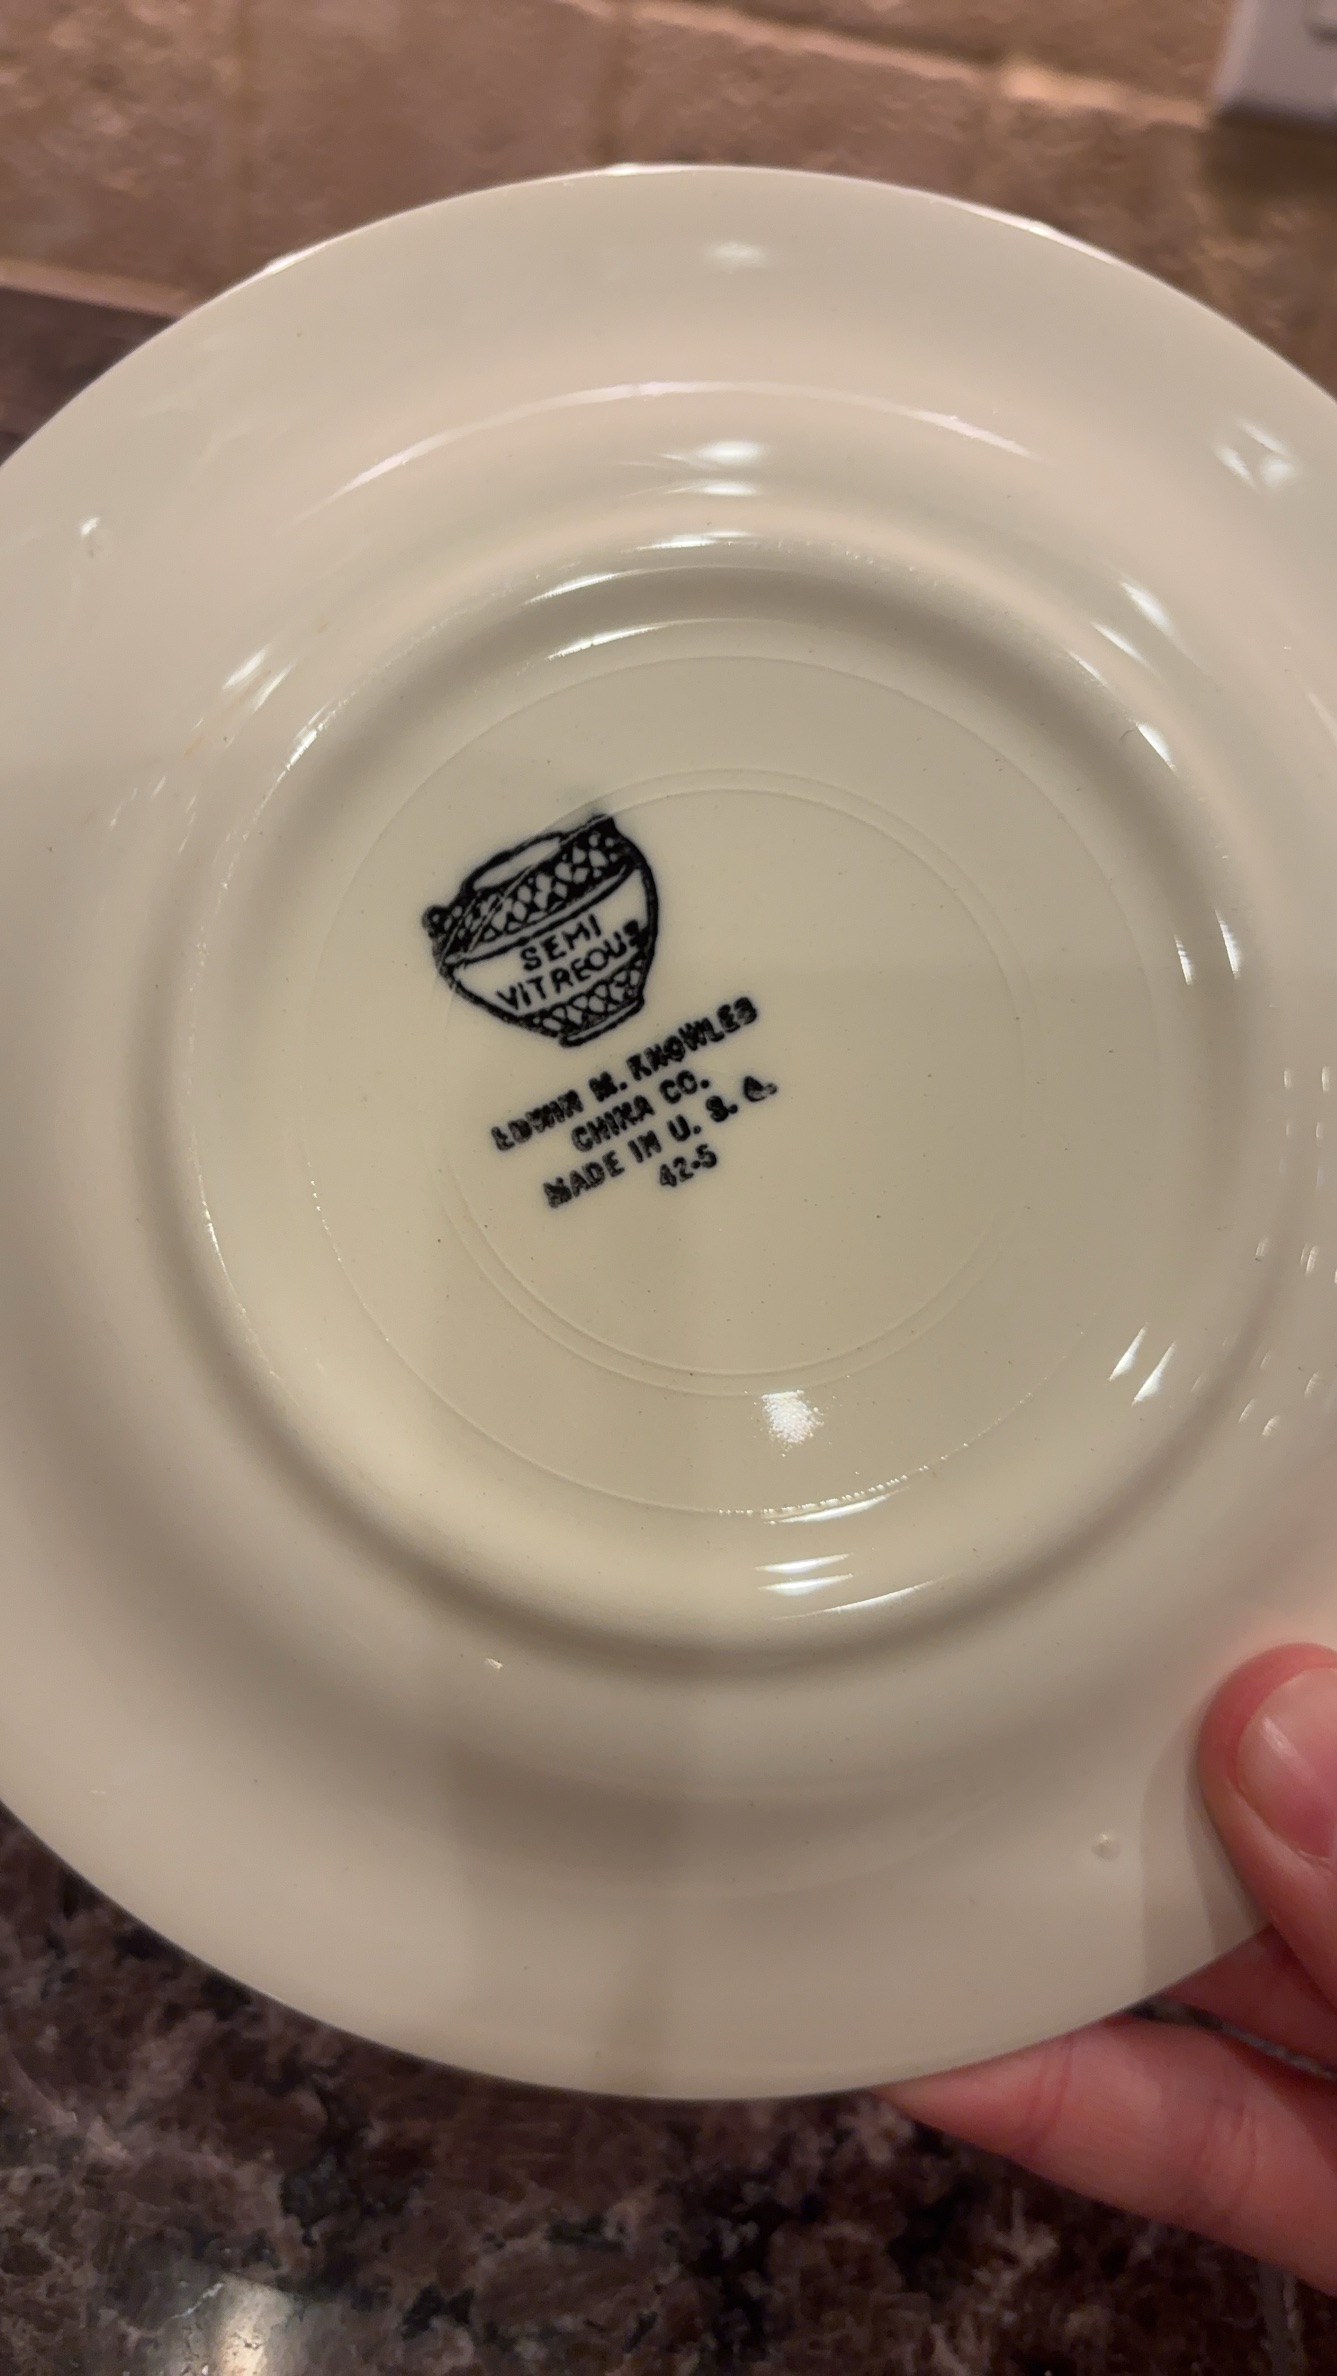 SEMI
VITREOUS
EDWIN M. KNOWLES
CHINA CO.
MADE IN U. S. A.
42-5